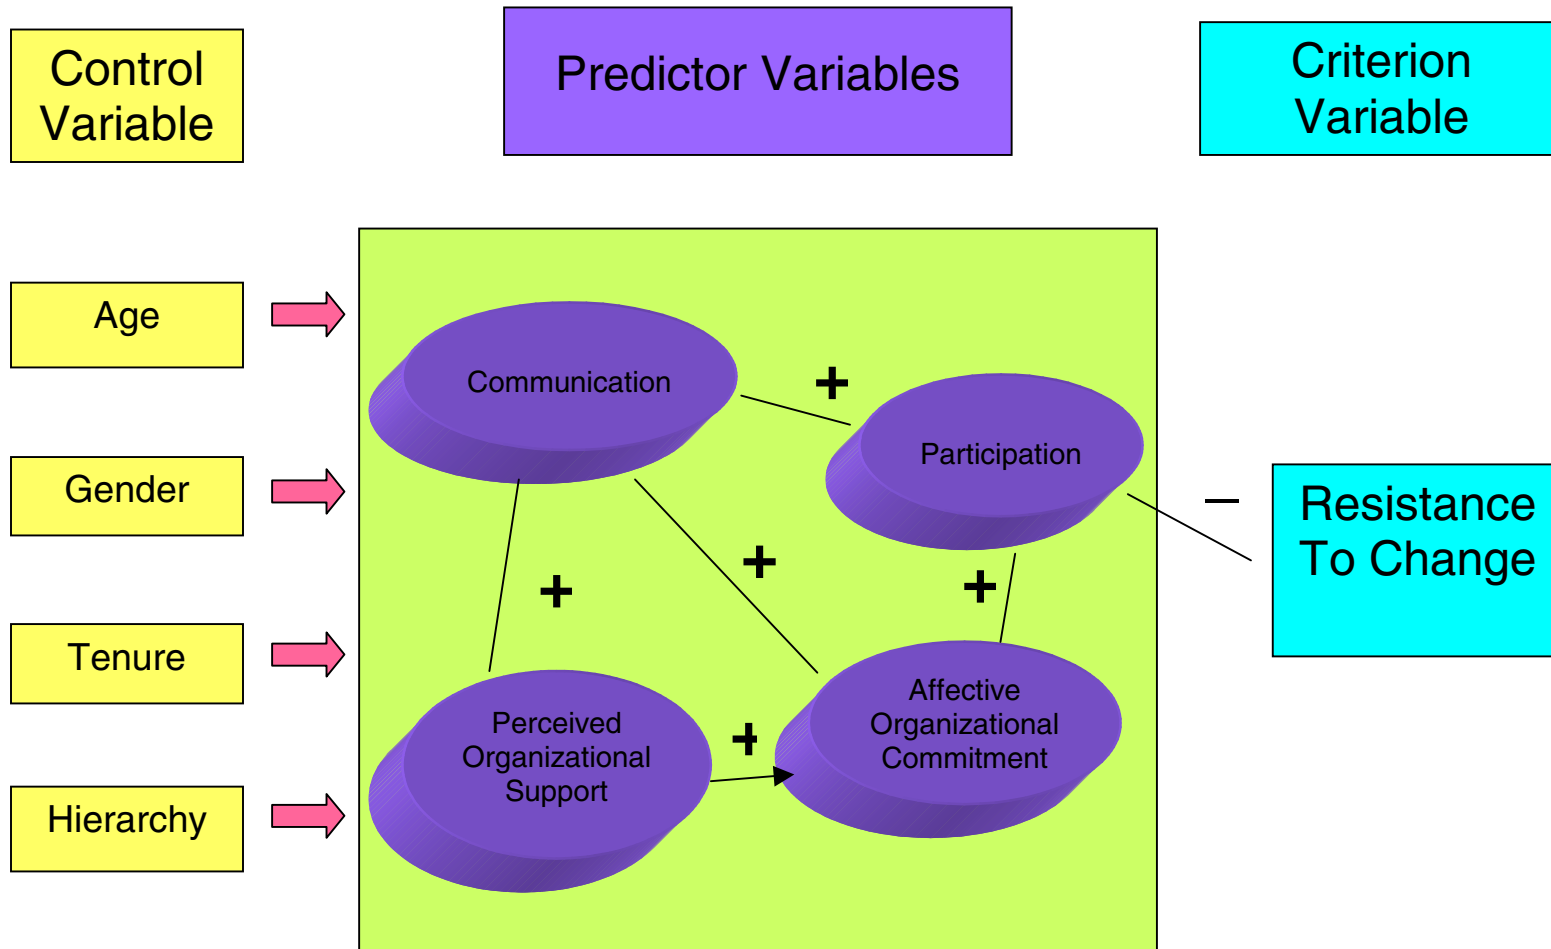 Control
Variable
Predictor Variables
Criterion
Variable
Age
Gender
Tenure
Hierarchy
Communication
+
Participation
–
Resistance
To Change
+
+
+
Perceived
Organizational
Support
+
Affective
Organizational
Commitment